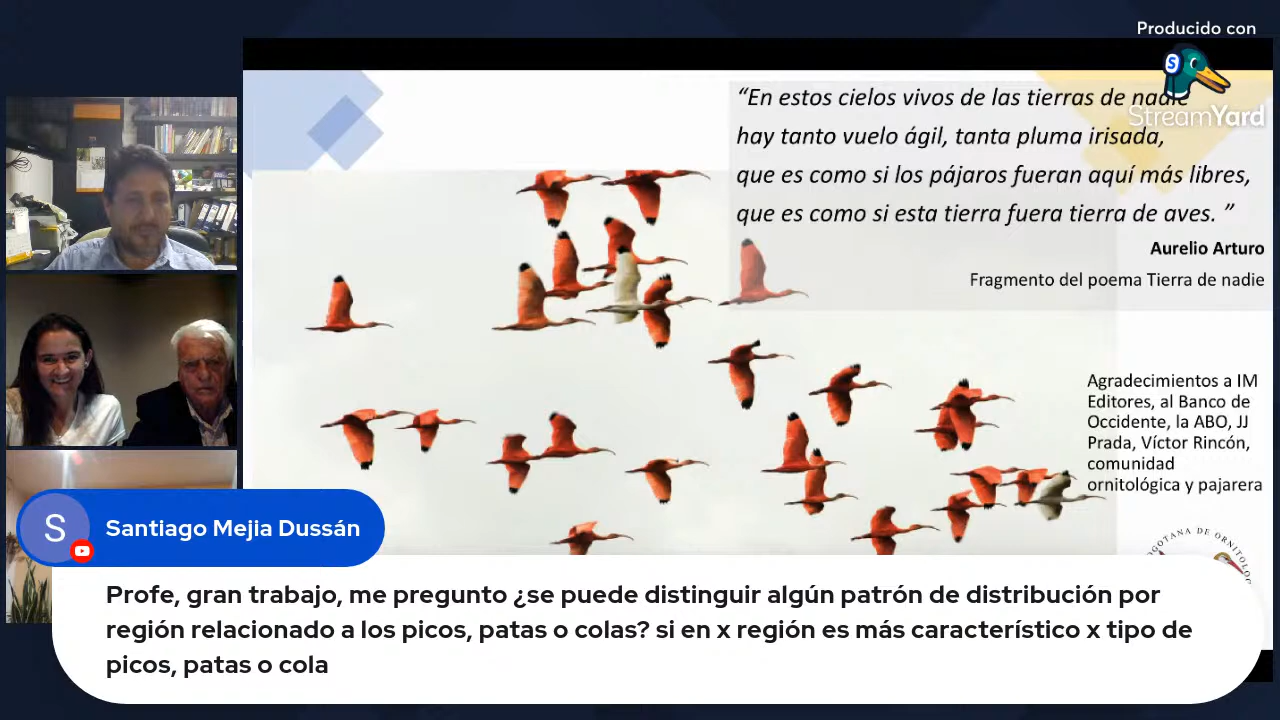 Producido con
StreamYard
“En estos cielos vivos de las tierras de nadie
hay tanto vuelo ágil, tanta pluma irisada,
que es como si los pájaros fueran aquí más libres,
que es como si esta tierra fuera tierra de aves. ”
Aurelio Arturo
Fragmento del poema Tierra de nadie
Agradecimientos a IM
Editores, al Banco de
Occidente, la ABO, JJ
Prada, Víctor Rincón,
comunidad
ornitológica y pajarera
S
Santiago Mejia Dussán
Profe, gran trabajo, me pregunto ¿se puede distinguir algún patrón de distribución por
región relacionado a los picos, patas o colas? si en x región es más característico x tipo de
picos, patas o cola